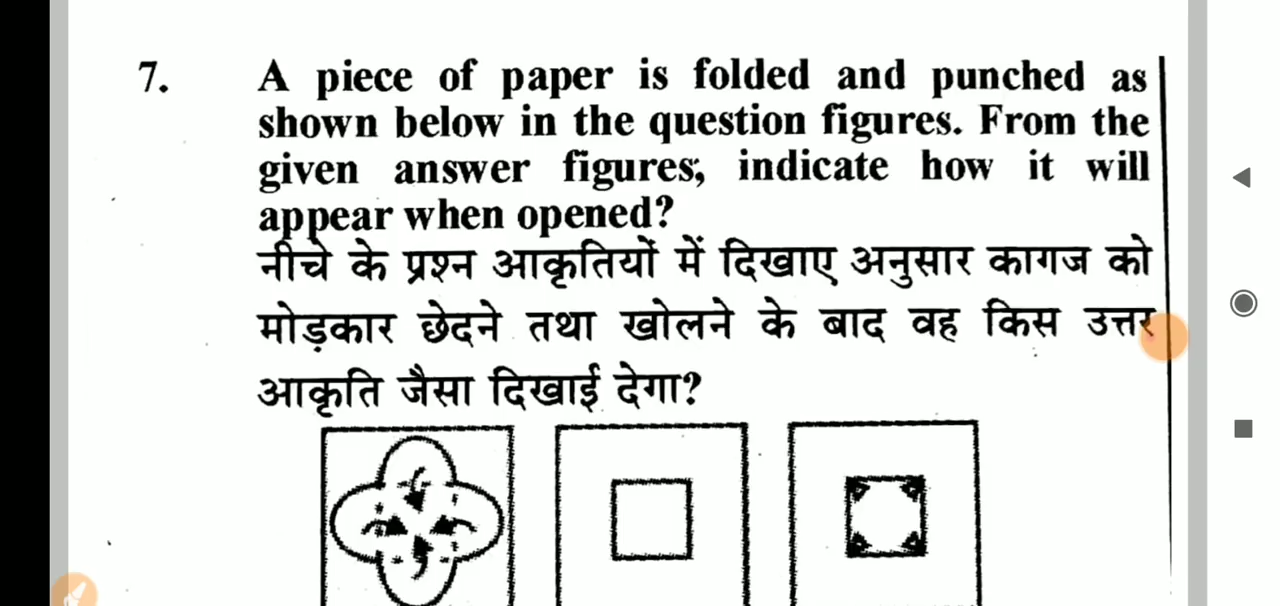 7. A piece of paper is folded and punched as
shown below in the question figures. From the
given answer figures; indicate how it will
appear when opened?
नीचे के प्रश्न आकृतियों में दिखाए अनुसार कागज को
मोड़कार छेदने तथा खोलने के बाद वह किस उत्तर
आकृति जैसा दिखाई देगा?